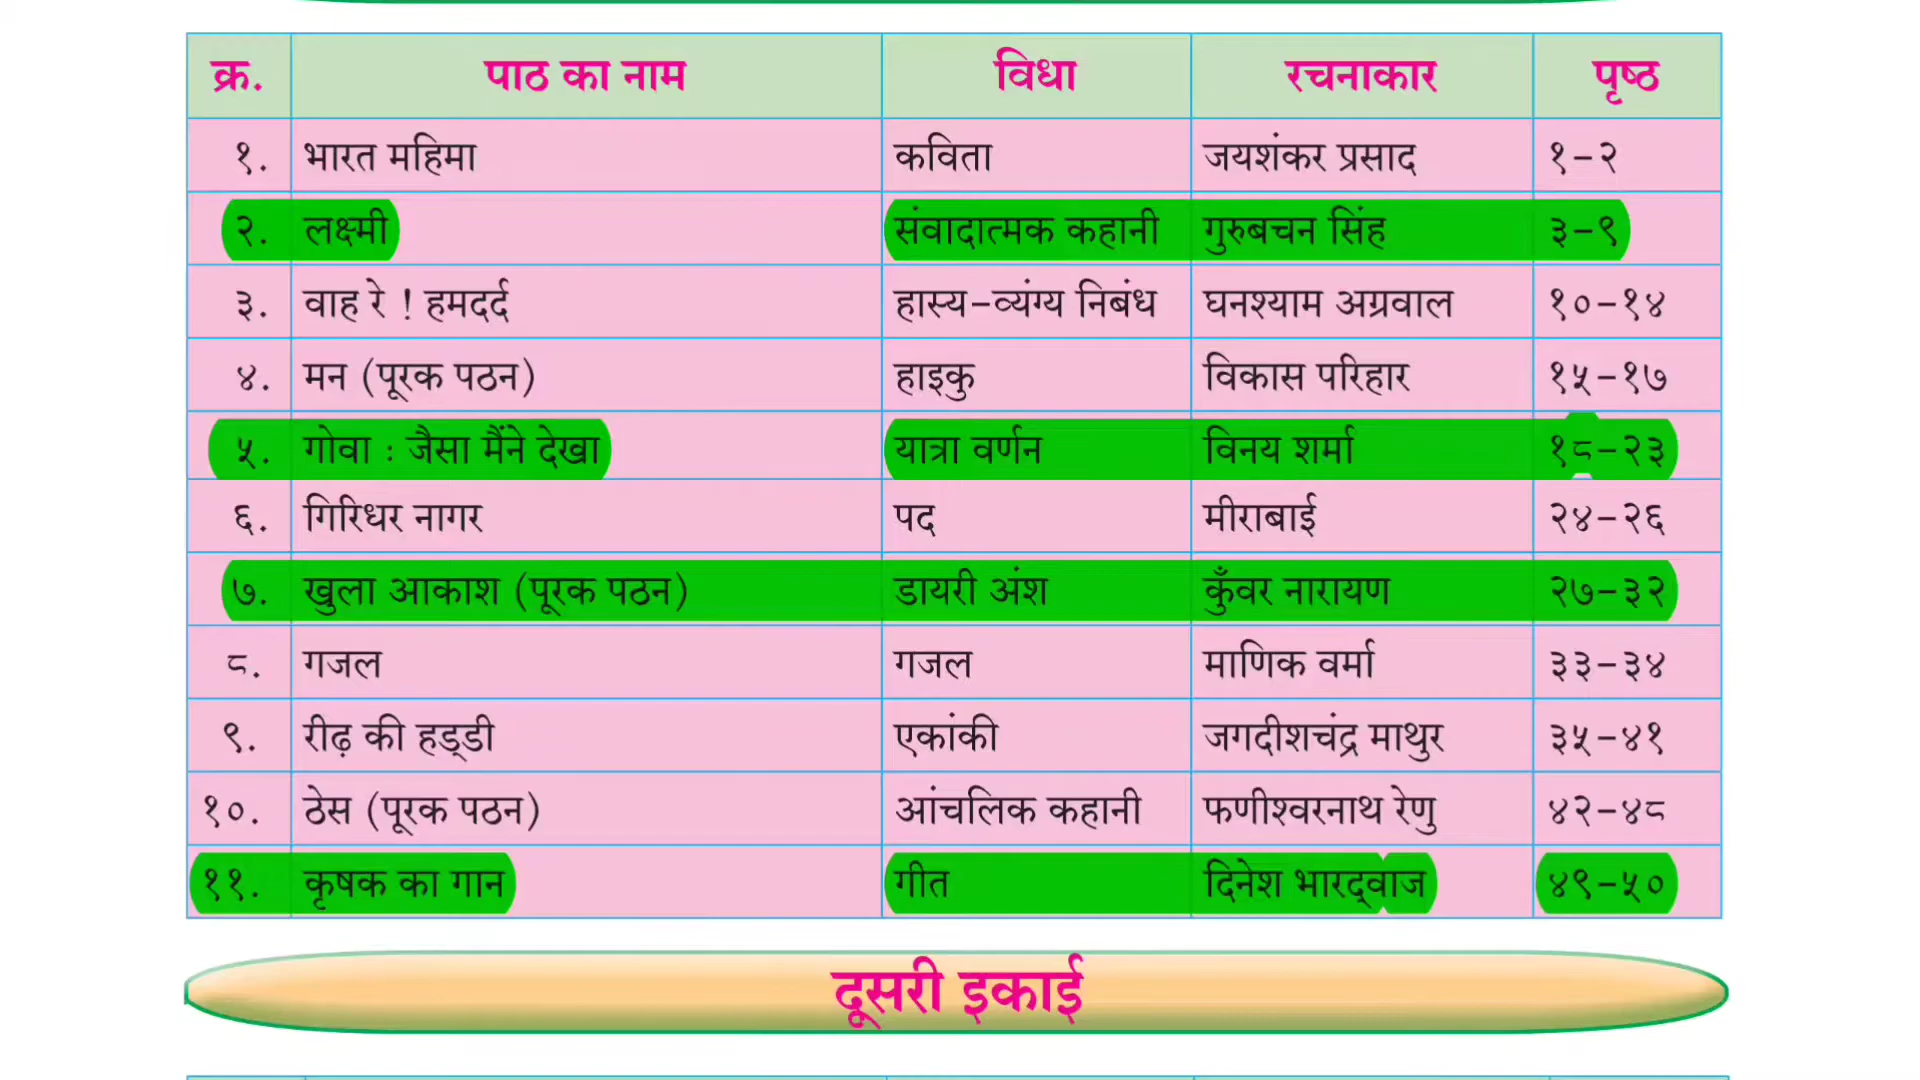 क्र. पाठ का नाम विधा रचनाकार पृष्ठ
१. भारत महिमा कविता जयशंकर प्रसाद १-२
२. लक्ष्मी संवादात्मक कहानी गुरुबचन सिंह ३-९
३. वाह रे ! हमदर्द हास्य-व्यंग्य निबंध घनश्याम अग्रवाल १०-१४
४. मन (पूरक पठन) हाइकु विकास परिहार १५-१७
५. गोवा : जैसा मैंने देखा यात्रा वर्णन विनय शर्मा १८-२३
६. गिरिधर नागर पद मीराबाई २४-२६
७. खुला आकाश (पूरक पठन) डायरी अंश कुँवर नारायण २७-३२
८. गजल गजल माणिक वर्मा ३३-३४
९. रीढ़ की हड्डी एकांकी जगदीशचंद्र माथुर ३५-४१
१०. ठेस (पूरक पठन) आंचलिक कहानी फणीश्वरनाथ रेणु ४२-४८
११. कृषक का गान गीत दिनेश भारद्वाज ४९-५०
दूसरी इकाई